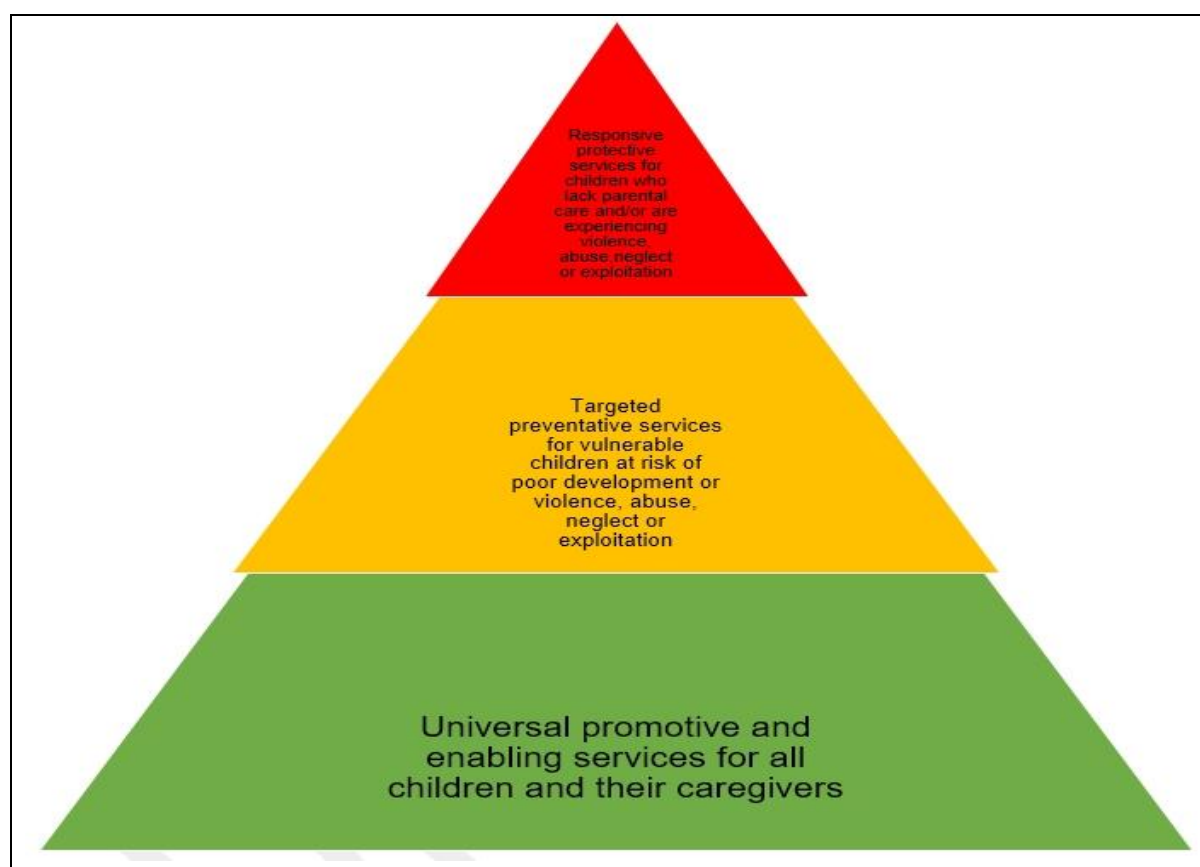 Responsive
protective
services for
children who
lack parental
care and/or are
experiencing
violence,
abuse,neglect
or exploitation
Targeted
preventative services
for vulnerable
children at risk of
poor development or
violence, abuse,
neglect or
exploitation
Universal promotive and
enabling services for all
children and their caregivers